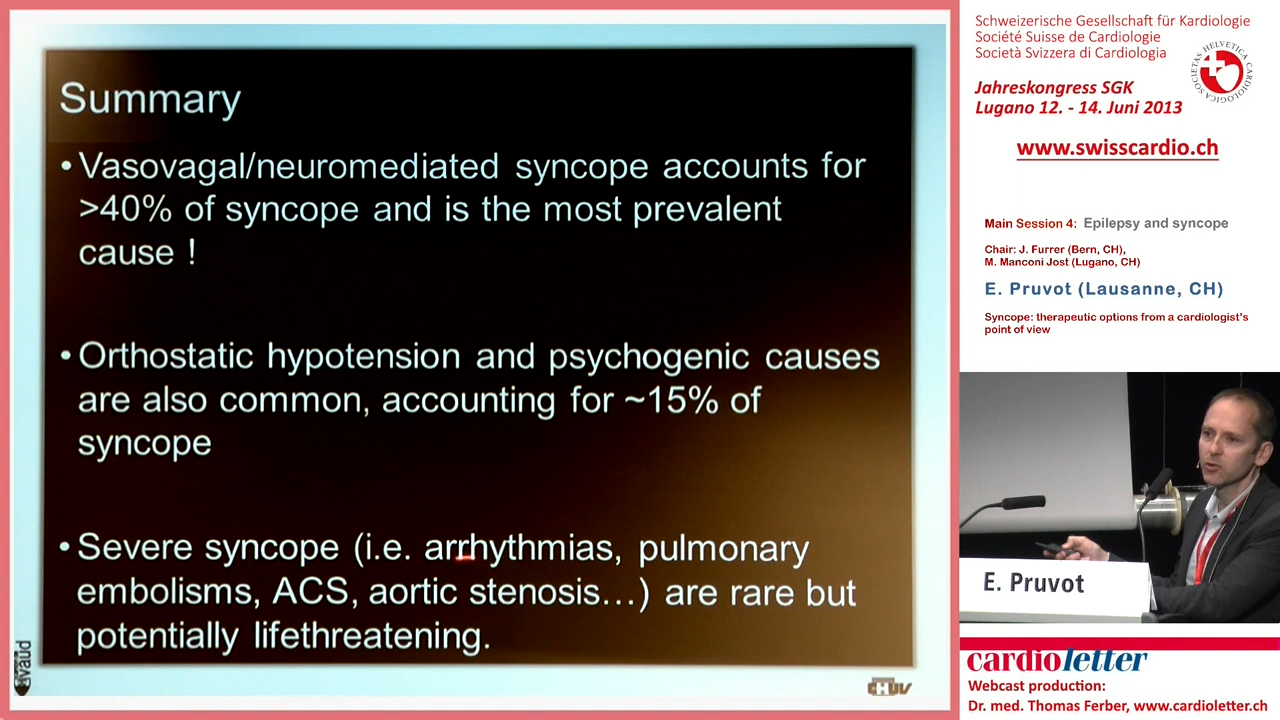 Summary
• Vasovagal/neuromediated syncope accounts for
>40% of syncope and is the most prevalent
cause !
• Orthostatic hypotension and psychogenic causes
are also common, accounting for ~15% of
syncope
• Severe syncope (i.e. arrhythmias, pulmonary
embolisms, ACS, aortic stenosis...) are rare but
potentially lifethreatening.
vaud
CHUV
Schweizerische Gesellschaft für Kardiologie
Société Suisse de Cardiologie
Società Svizzera di Cardiologia
SOCIETAS HELVETICA CARDIOLOGICA
Jahreskongress SGK
Lugano 12. - 14. Juni 2013
www.swisscardio.ch
Main Session 4: Epilepsy and syncope
Chair: J. Furrer (Bern, CH),
M. Manconi Jost (Lugano, CH)
E. Pruvot (Lausanne, CH)
Syncope: therapeutic options from a cardiologist's
point of view
E. Pruvot
cardioletter
Webcast production:
Dr. med. Thomas Ferber, www.cardioletter.ch